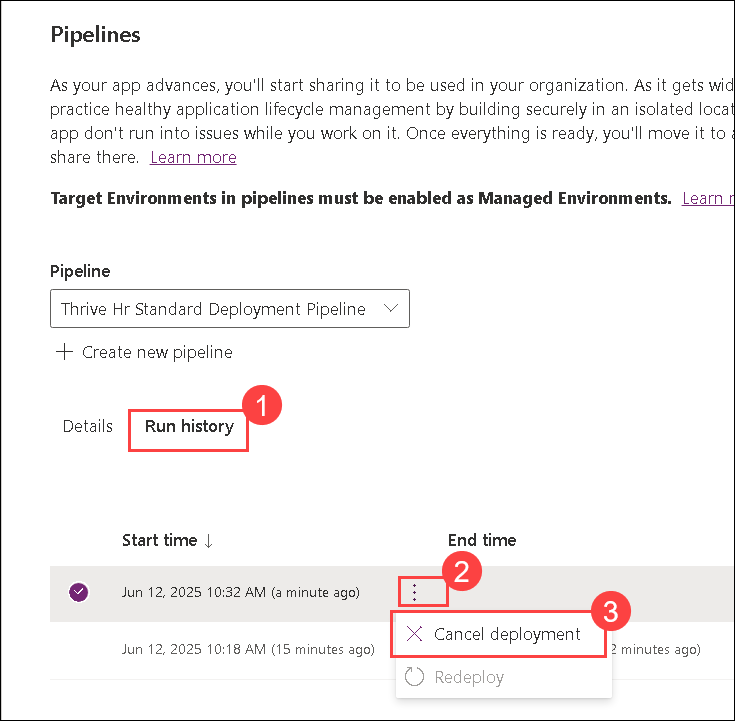 Pipelines
As your app advances, you'll start sharing it to be used in your organization. As it gets wid
practice healthy application lifecycle management by building securely in an isolated locat
app don't run into issues while you work on it. Once everything is ready, you'll move it to a
share there. Learn more
Target Environments in pipelines must be enabled as Managed Environments. Learn r
Pipeline
Thrive Hr Standard Deployment Pipeline
Create new pipeline
1
Details Run history
Start time ↓ End time
2
Jun 12, 2025 10:32 AM (a minute ago)
3
Cancel deployment
Jun 12, 2025 10:18 AM (15 minutes ago) 2 minutes ago)
Redeploy